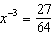 x⁻³ = 27/64